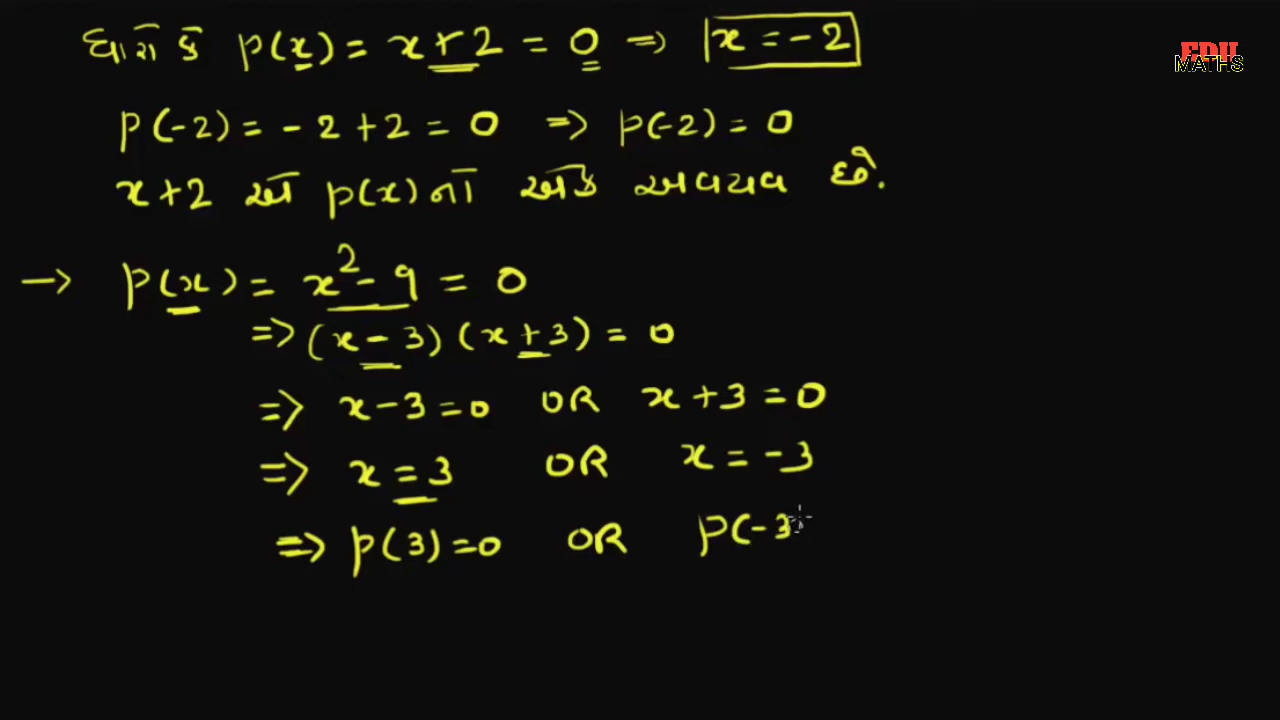 ધારો કે p(x) = x + 2 = 0 => x = -2
EDU
MATHS
p(-2) = -2 + 2 = 0 => p(-2) = 0
x+2 એ p(x) નો એક અવયવ છે.
-> p(x) = x² - 9 = 0
=> (x - 3) (x + 3) = 0
=> x - 3 = 0 OR x + 3 = 0
=> x = 3 OR x = -3
=> p(3) = 0 OR p(-3